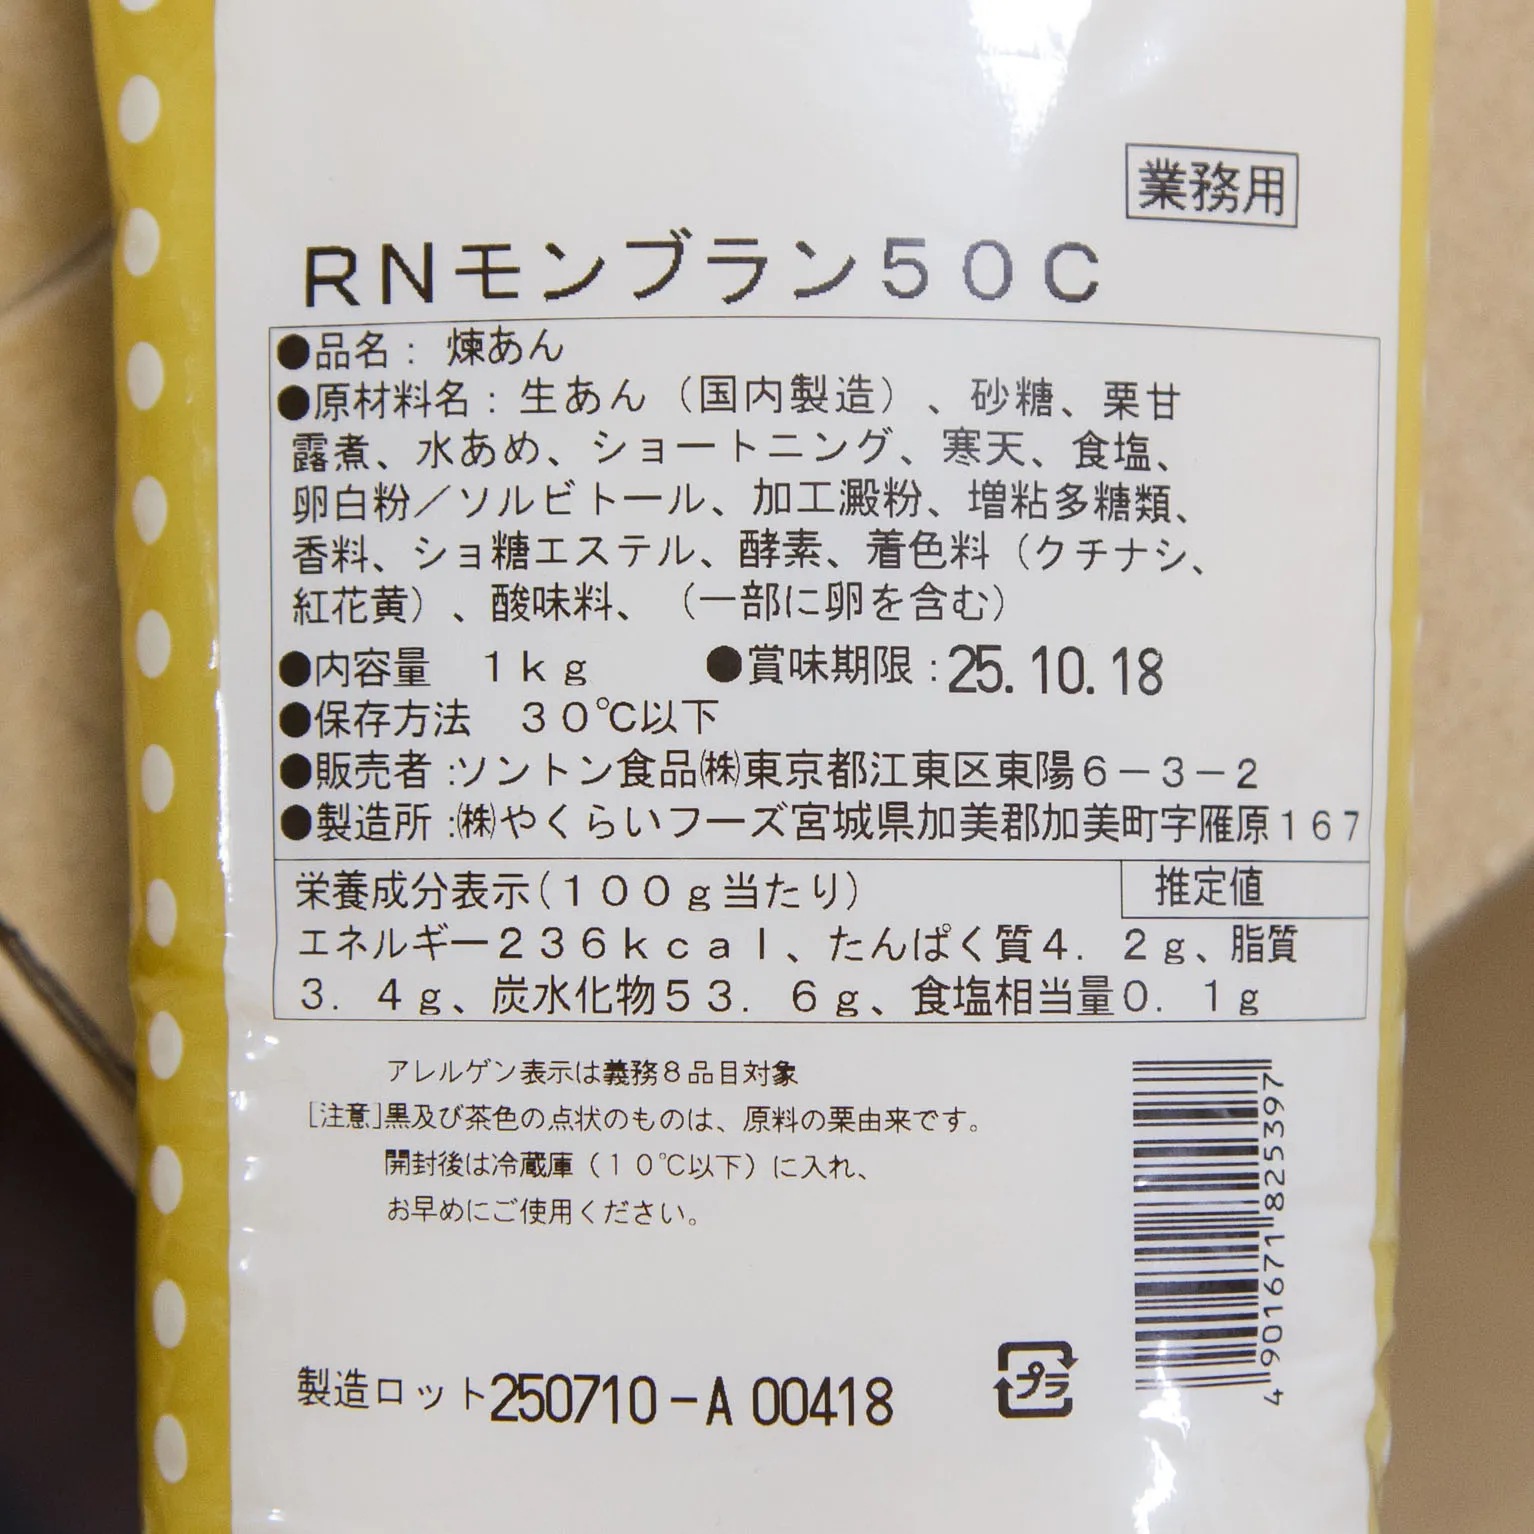 業務用
RNモンブラン50C
●品名： 煉あん
●原材料名：生あん（国内製造）、砂糖、栗甘
露煮、水あめ、ショートニング、寒天、食塩、
卵白粉／ソルビトール、加工澱粉、増粘多糖類、
香料、ショ糖エステル、酵素、着色料（クチナシ、
紅花黄）、酸味料、（一部に卵を含む）
●内容量 1kg ●賞味期限：25.10.18
●保存方法 30℃以下
●販売者：ソントン食品㈱東京都江東区東陽6－3－2
●製造所：㈱やくらいフーズ宮城県加美郡加美町字雁原167
栄養成分表示（100g当たり） 推定値
エネルギー236kcal、たんぱく質4．2g、脂質
3．4g、炭水化物53．6g、食塩相当量0．1g
アレルゲン表示は義務8品目対象
［注意］黒及び茶色の点状のものは、原料の栗由来です。
開封後は冷蔵庫（10℃以下）に入れ、
お早めにご使用ください。
4901671825397
製造ロット250710-A 00418
プラ